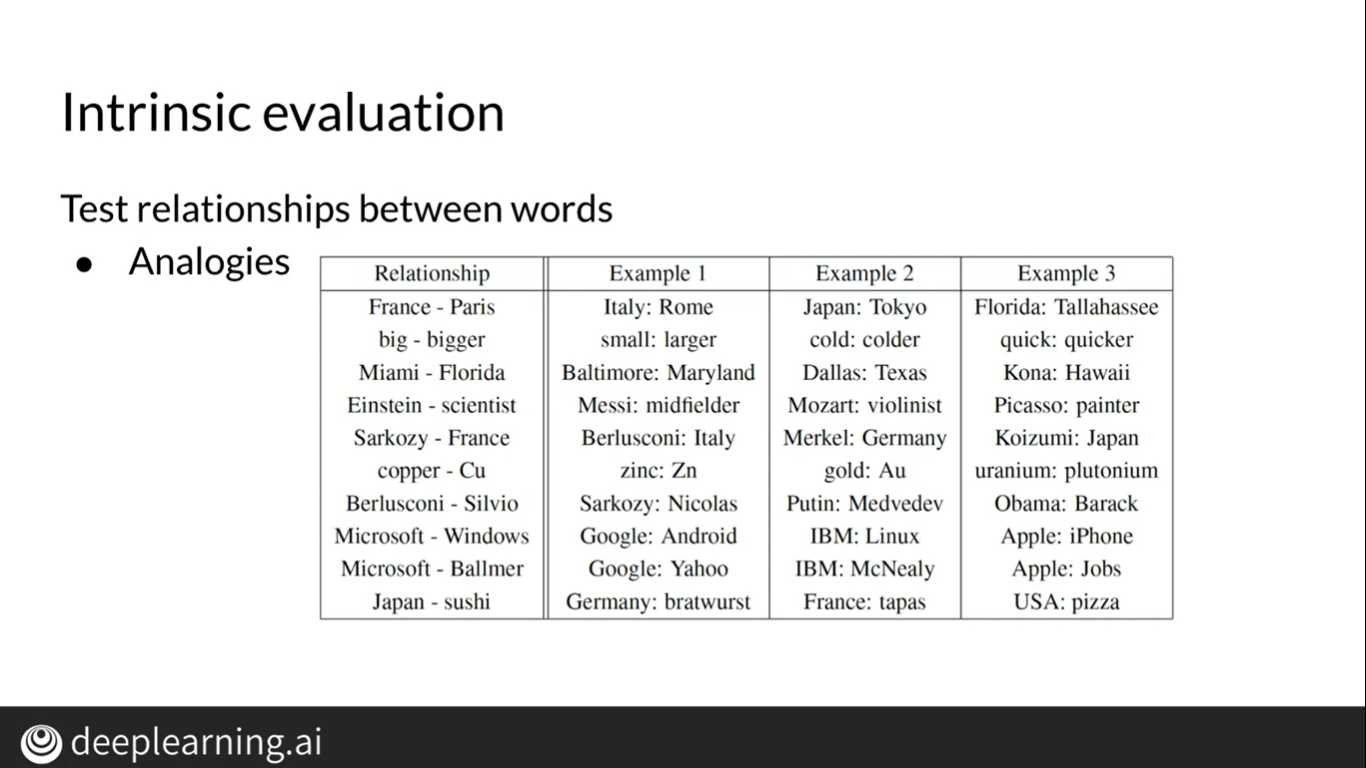 Intrinsic evaluation
Test relationships between words
● Analogies
Relationship Example 1 Example 2 Example 3
France - Paris Italy: Rome Japan: Tokyo Florida: Tallahassee
big - bigger small: larger cold: colder quick: quicker
Miami - Florida Baltimore: Maryland Dallas: Texas Kona: Hawaii
Einstein - scientist Messi: midfielder Mozart: violinist Picasso: painter
Sarkozy - France Berlusconi: Italy Merkel: Germany Koizumi: Japan
copper - Cu zinc: Zn gold: Au uranium: plutonium
Berlusconi - Silvio Sarkozy: Nicolas Putin: Medvedev Obama: Barack
Microsoft - Windows Google: Android IBM: Linux Apple: iPhone
Microsoft - Ballmer Google: Yahoo IBM: McNealy Apple: Jobs
Japan - sushi Germany: bratwurst France: tapas USA: pizza
deeplearning.ai